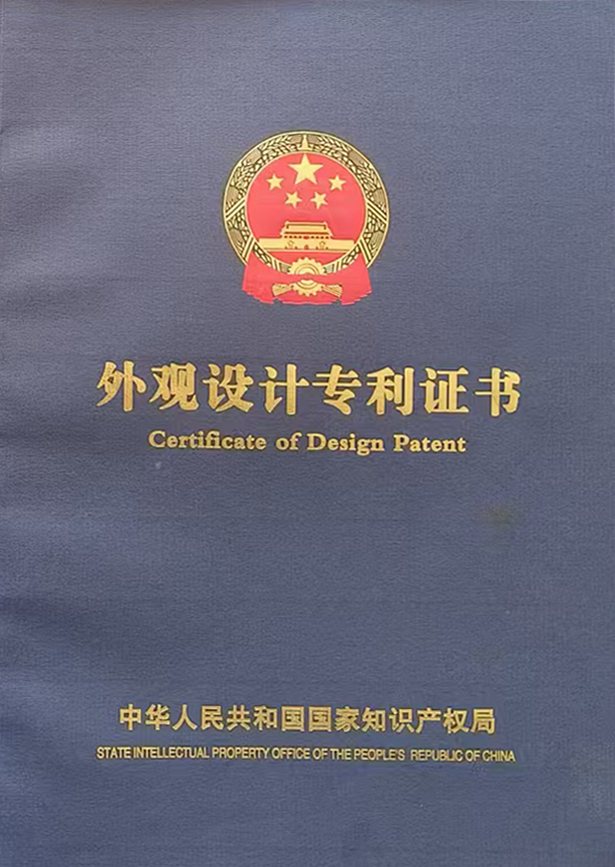 外观设计专利证书
Certificate of Design Patent
中华人民共和国国家知识产权局
STATE INTELLECTUAL PROPERTY OFFICE OF THE PEOPLE'S REPUBLIC OF CHINA